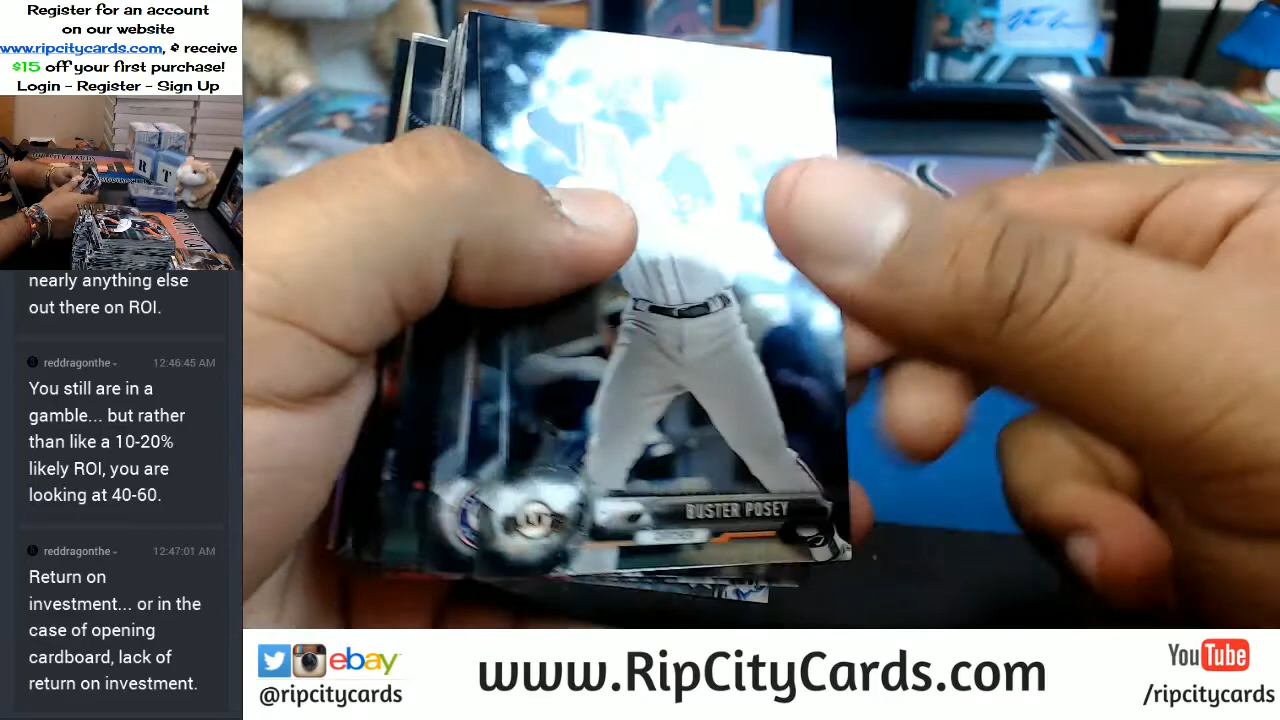 Register for an account
on our website
www.ripcitycards.com, & receive
$15 off your first purchase!
Login - Register - Sign Up
R T
nearly anything else
out there on ROI.
reddragonthe
12:46:45 AM
You still are in a
gamble... but rather
than like a 10-20%
likely ROI, you are
looking at 40-60.
reddragonthe
12:47:01 AM
Return on
investment... or in the
case of opening
cardboard, lack of
return on investment.
BUSTER POSEY
ebay
@ripcitycards
www.RipCityCards.com
YouTube
/ripcitycards